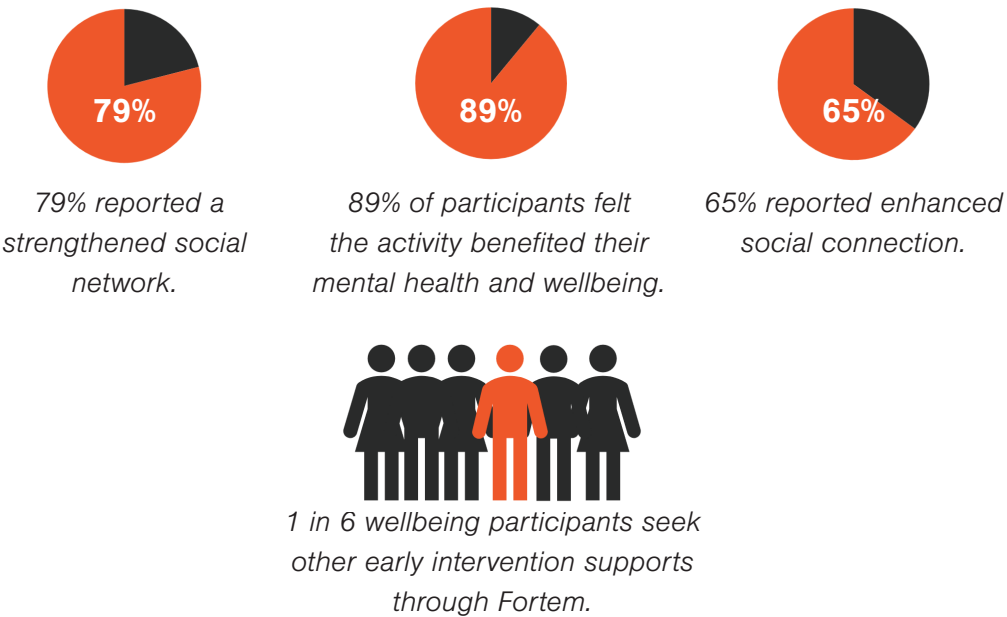 79%
79% reported a
strengthened social
network.
89%
89% of participants felt
the activity benefited their
mental health and wellbeing.
65%
65% reported enhanced
social connection.
1 in 6 wellbeing participants seek
other early intervention supports
through Fortem.